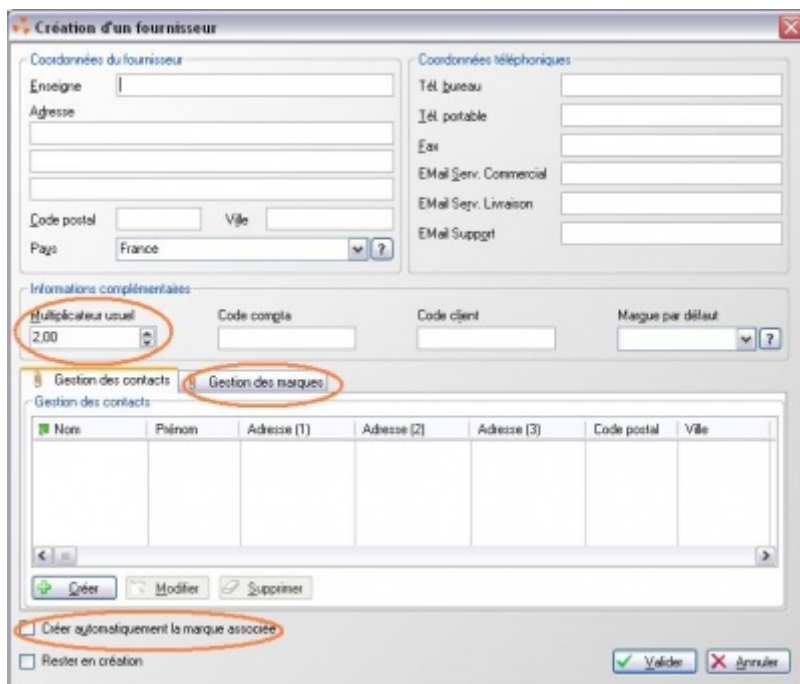 Création d'un fournisseur
Coordonnées du fournisseur
Enseigne
Adresse
Code postal
Ville
Pays
France
?
Coordonnées téléphoniques
Tél. bureau
Tél. portable
Fax
EMail Serv. Commercial
EMail Serv. Livraison
EMail Support
Informations complémentaires
Multiplicateur usuel
2,00
Code compta
Code client
Marque par défaut
?
Gestion des contacts
Gestion des marques
Gestion des contacts
Nom Prénom Adresse (1) Adresse (2) Adresse (3) Code postal Ville
Créer Modifier Supprimer
Créer automatiquement la marque associée
Rester en création
Valider Annuler